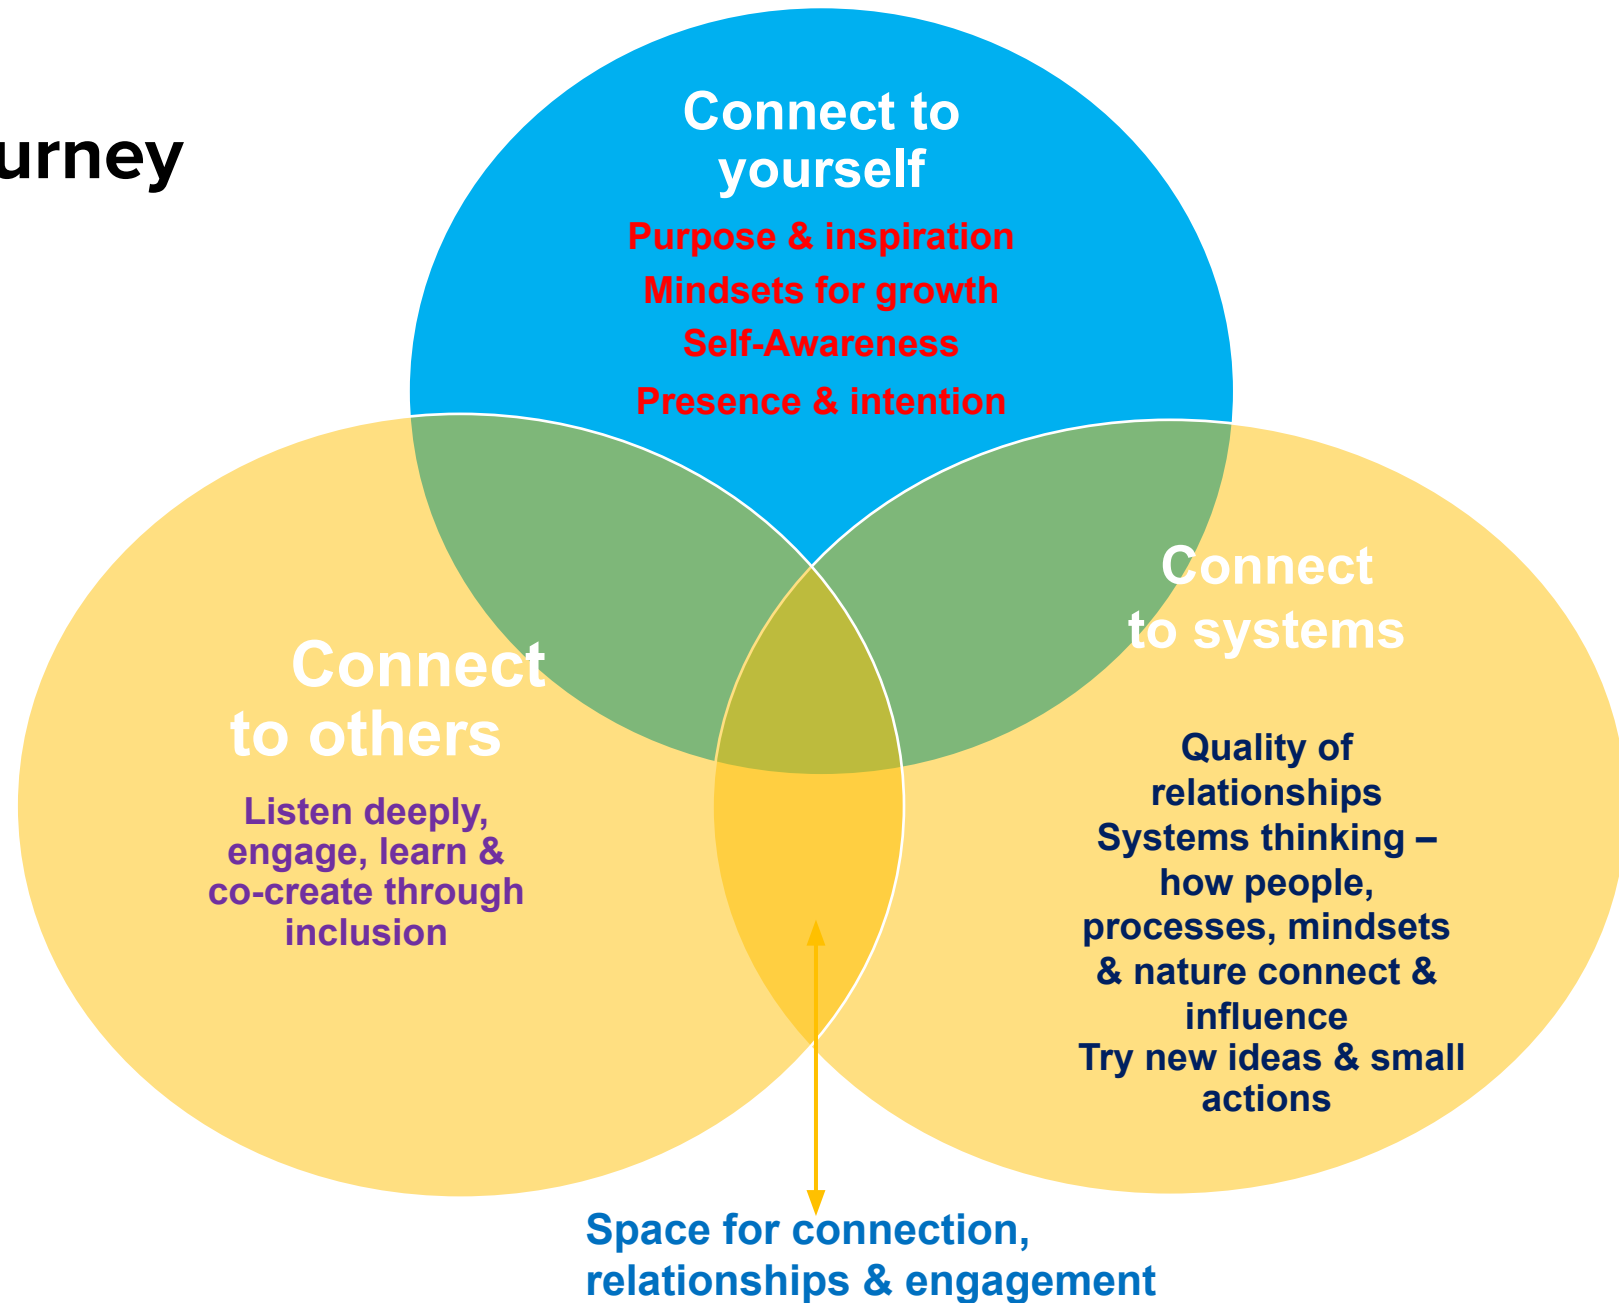 urney
Connect to
yourself
Purpose & inspiration
Mindsets for growth
Self-Awareness
Presence & intention
Connect
to others
Listen deeply,
engage, learn &
co-create through
inclusion
Connect
to systems
Quality of
relationships
Systems thinking –
how people,
processes, mindsets
& nature connect &
influence
Try new ideas & small
actions
Space for connection,
relationships & engagement